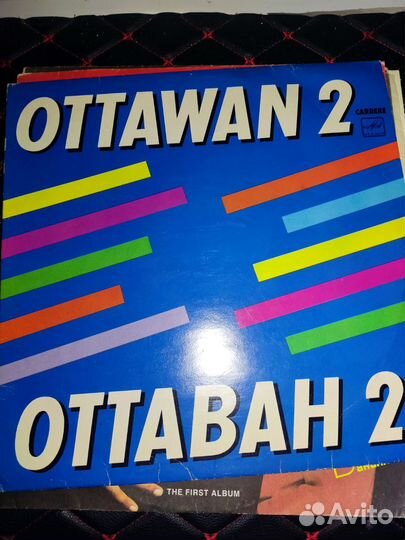 OTTAWAN 2
CARRERE
ОТТАВАН 2
THE FIRST ALBUM
Avito